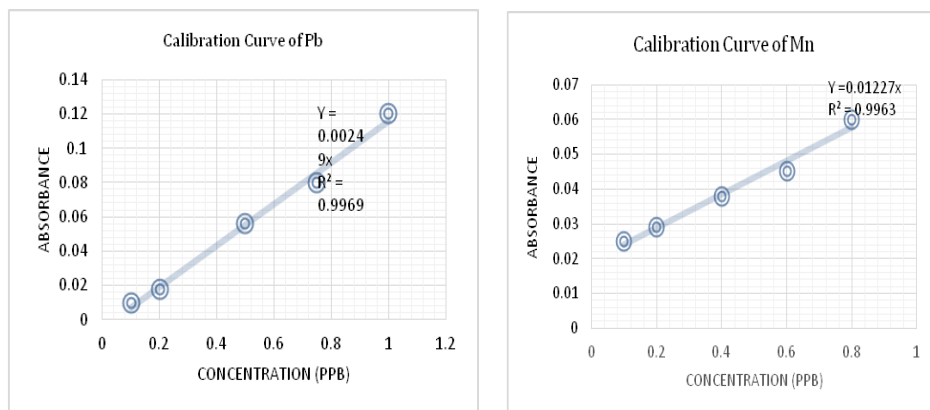 Calibration Curve of Pb
ABSORBANCE
0.14
0.12
0.1
0.08
0.06
0.04
0.02
0
Y =
0.0024
9x
R² =
0.9969
0
0.2
0.4
0.6
0.8
1
1.2
CONCENTRATION (PPB)
Calibration Curve of Mn
ABSORBANCE
0.07
0.06
0.05
0.04
0.03
0.02
0.01
0
Y =0.01227x
R² = 0.9963
0
0.2
0.4
0.6
0.8
1
CONCENTRATION (PPB)